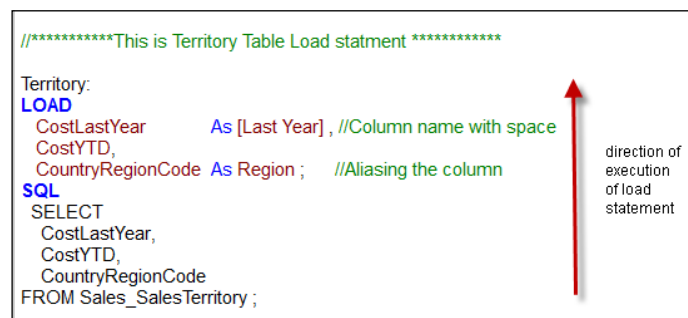 //***********This is Territory Table Load statment ************
Territory:
LOAD
CostLastYear As [Last Year] , //Column name with space
CostYTD,
CountryRegionCode As Region ; //Aliasing the column
SQL
SELECT
CostLastYear,
CostYTD,
CountryRegionCode
FROM Sales_SalesTerritory ;
direction of
execution
of load
statement